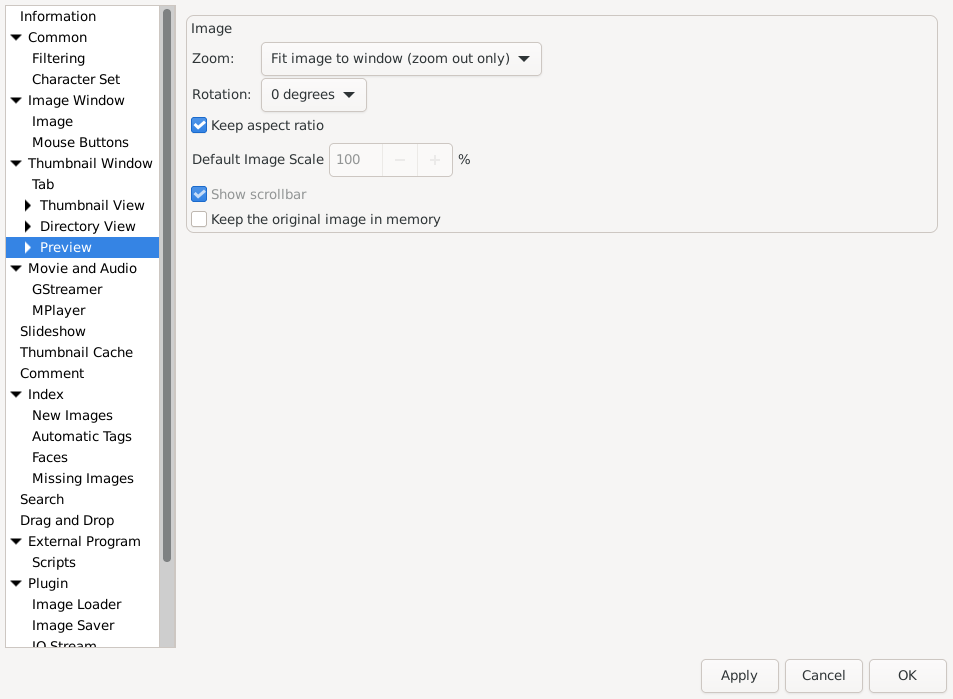 Information
Common
Filtering
Character Set
Image Window
Image
Mouse Buttons
Thumbnail Window
Tab
Thumbnail View
Directory View
Preview
Movie and Audio
GStreamer
MPlayer
Slideshow
Thumbnail Cache
Comment
Index
New Images
Automatic Tags
Faces
Missing Images
Search
Drag and Drop
External Program
Scripts
Plugin
Image Loader
Image Saver
IO Stream
Image
Zoom: Fit image to window (zoom out only)
Rotation: 0 degrees
Keep aspect ratio
Default Image Scale 100 − + %
Show scrollbar
Keep the original image in memory
Apply Cancel OK